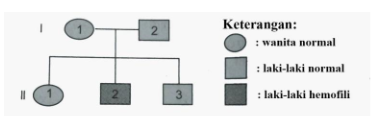 Keterangan:
I 1 2
: wanita normal
: laki-laki normal
II 1 2 3
: laki-laki hemofili